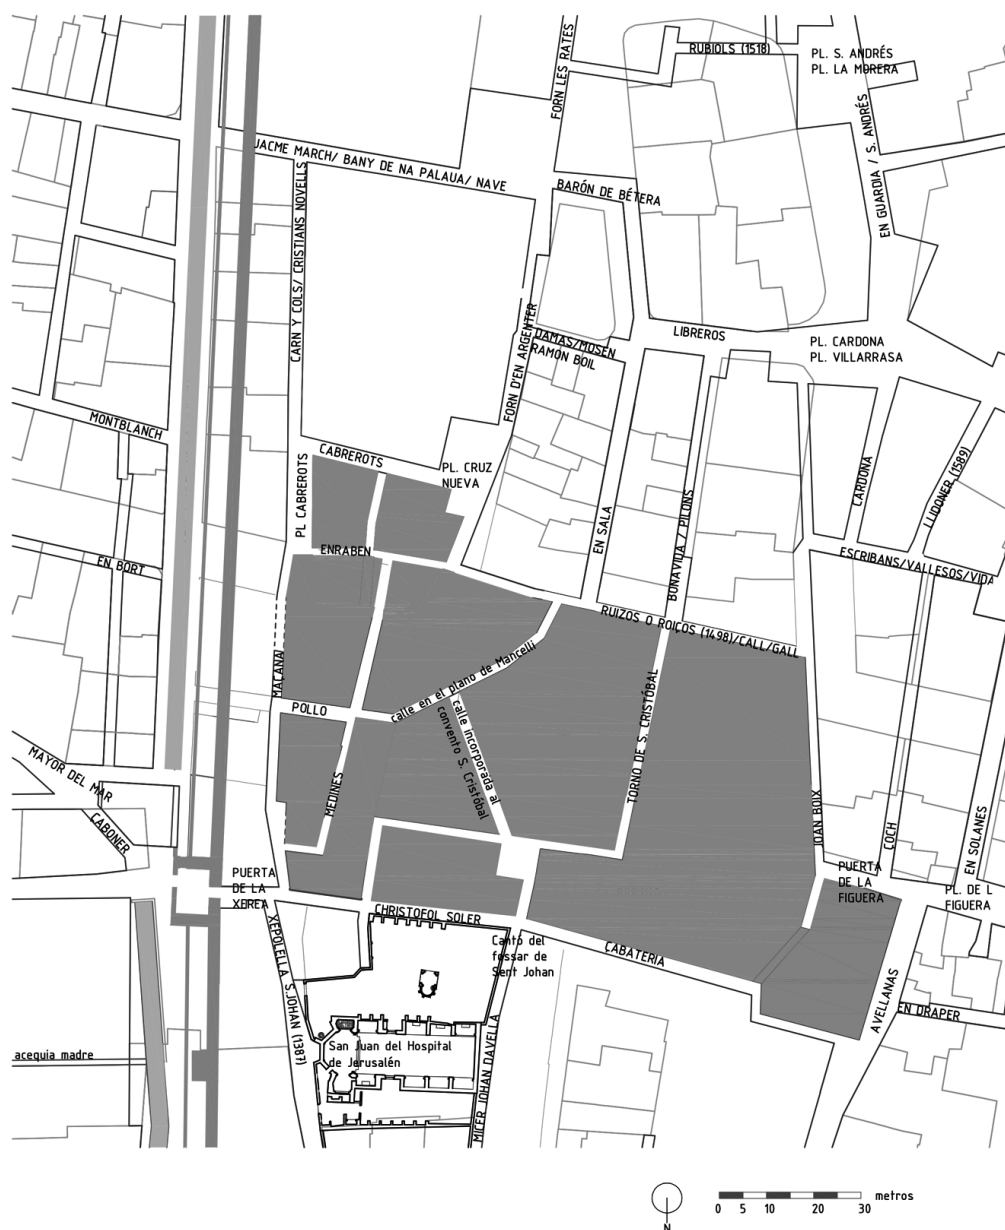 RUBIOLS (1518)
PL. S. ANDRÉS
PL. LA MORERA
FORN LES RATES
EN GUARDIA / S. ANDRÉS
JACME MARCH/ BANY DE NA PALAUA/ NAVE
BARÓN DE BÉTERA
CARN Y COLS/ CRISTIANS NOVELLS
FORN D'EN ARGENTER
LIBREROS
DAMAS/MOSEN
RAMON BOIL
PL. CARDONA
PL. VILLARRASA
MONTBLANCH
CABREROTS
PL CABREROTS
PL. CRUZ
NUEVA
EN SALA
BONAVIDA / PILONS
CARDONA
LLIDONER (1589)
EN BORT
ENRABEN
ESCRIBANS/VALLESOS/VIDA
RUIZOS O ROIÇOS (1498)/CALL/GALL
MAÇANA
POLLO
calle en el plano de Mancelli
calle incorporada al
convento S. Cristóbal
TORNO DE S. CRISTÓBAL
MAYOR DEL MAR
CABONER
MEDINES
JOAN BOIX
COCH
EN SOLANES
PUERTA
DE LA
XEREA
PUERTA
DE LA
FIGUERA
PL. DE L
FIGUERA
CHRISTOFOL SOLER
XEPOLELLA S.JOHAN (1387)
Cantó del
fossar de
Sent Johan
CABATERIA
AVELLANAS
EN DRAPER
MICER JOHAN DAVELLA
San Juan del Hospital
de Jerusalén
acequia madre
N
0 5 10 20 30 metros